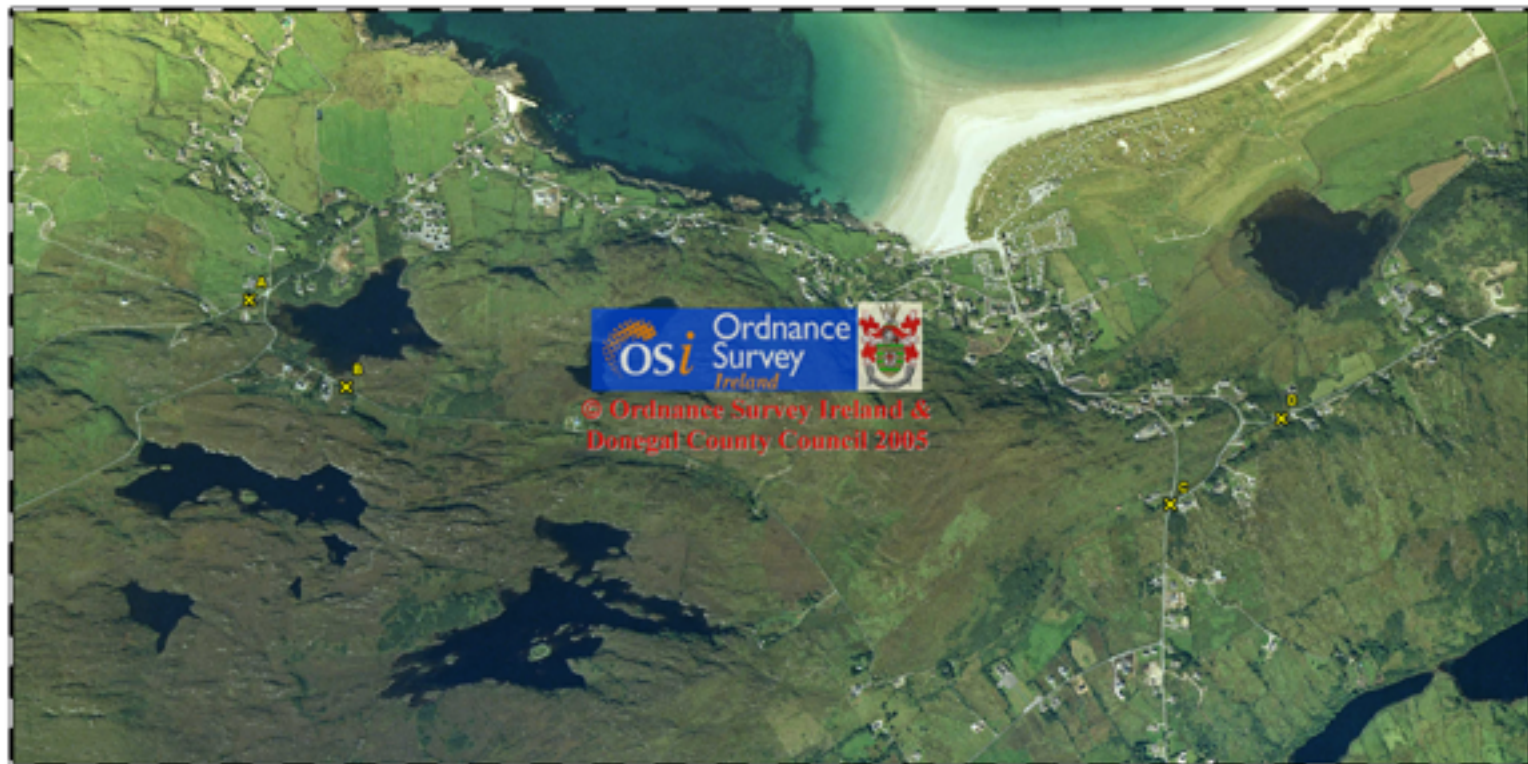 A
B
OSi Ordnance
Survey
Ireland
© Ordnance Survey Ireland &
Donegal County Council 2005
C
D